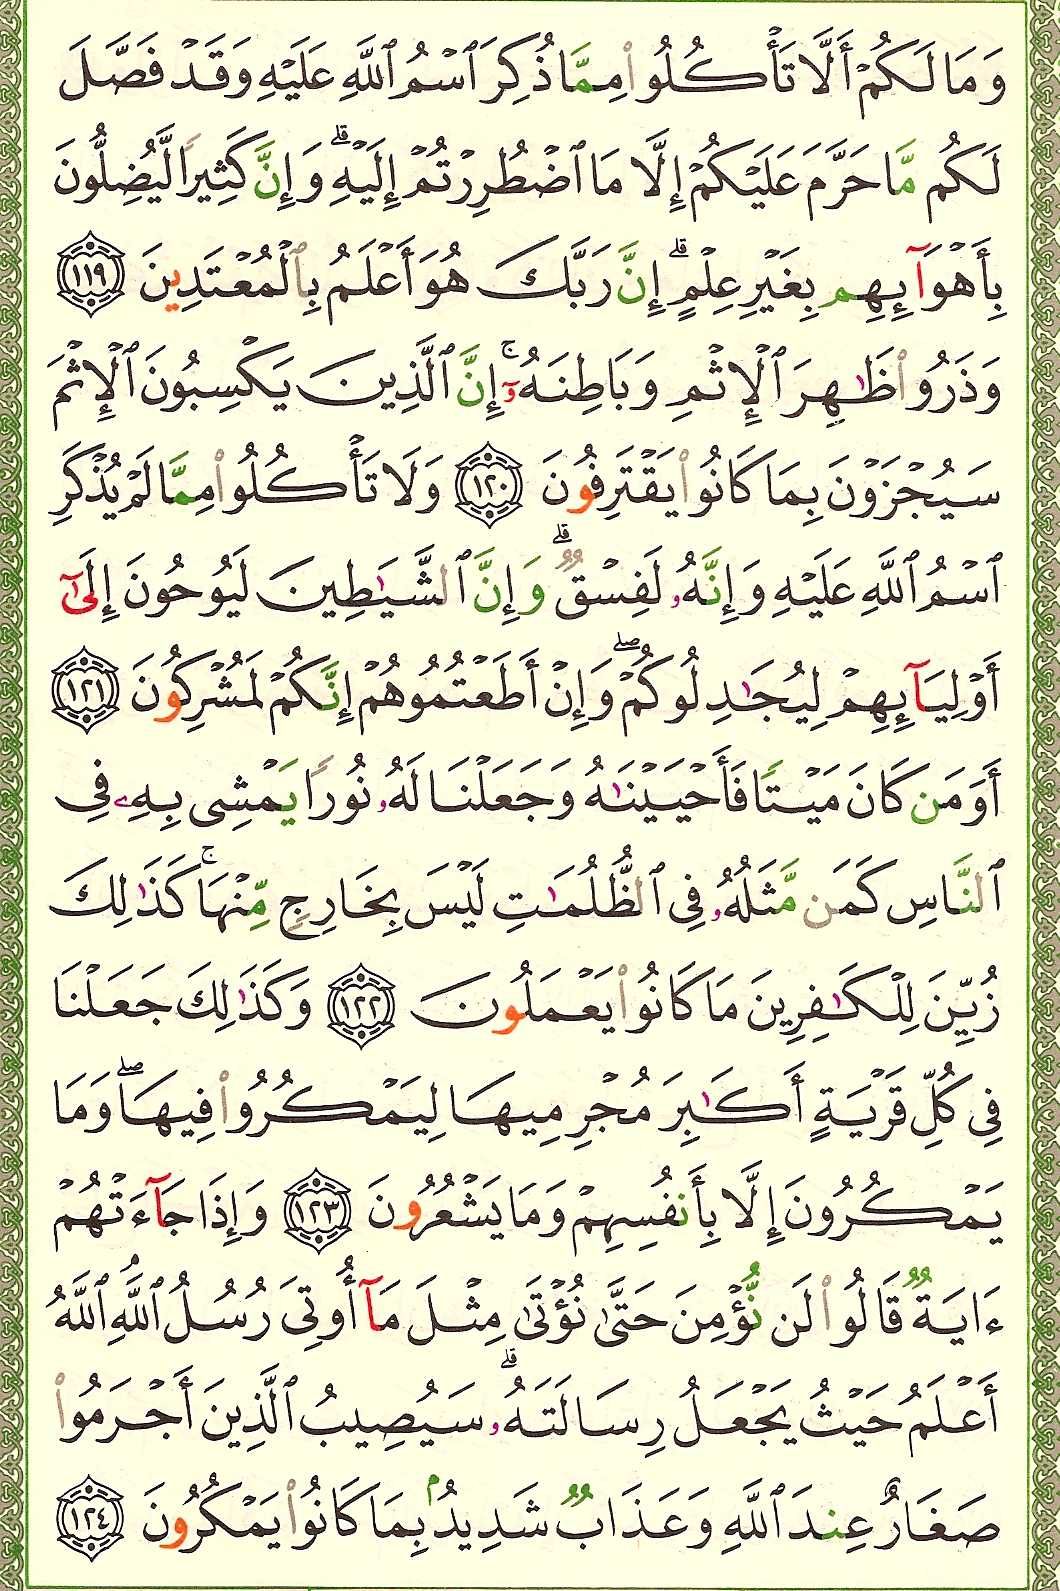 وَمَا لَكُمْ أَلَّا تَأْكُلُوا۟ مِمَّا ذُكِرَ ٱسْمُ ٱللَّهِ عَلَيْهِ وَقَدْ فَصَّلَ
لَكُم مَّا حَرَّمَ عَلَيْكُمْ إِلَّا مَا ٱضْطُرِرْتُمْ إِلَيْهِ ۗ وَإِنَّ كَثِيرًا لَّيُضِلُّونَ
بِأَهْوَآئِهِم بِغَيْرِ عِلْمٍ ۗ إِنَّ رَبَّكَ هُوَ أَعْلَمُ بِٱلْمُعْتَدِينَ ١١٩
وَذَرُوا۟ ظَٰهِرَ ٱلْإِثْمِ وَبَاطِنَهُۥٓ ۚ إِنَّ ٱلَّذِينَ يَكْسِبُونَ ٱلْإِثْمَ
سَيُجْزَوْنَ بِمَا كَانُوا۟ يَقْتَرِفُونَ ١٢٠ وَلَا تَأْكُلُوا۟ مِمَّا لَمْ يُذْكَرِ
ٱسْمُ ٱللَّهِ عَلَيْهِ وَإِنَّهُۥ لَفِسْقٌ ۗ وَإِنَّ ٱلشَّيَٰطِينَ لَيُوحُونَ إِلَىٰٓ
أَوْلِيَآئِهِمْ لِيُجَٰدِلُوكُمْ ۖ وَإِنْ أَطَعْتُمُوهُمْ إِنَّكُمْ لَمُشْرِكُونَ ١٢١
أَوَمَن كَانَ مَيْتًا فَأَحْيَيْنَٰهُ وَجَعَلْنَا لَهُۥ نُورًا يَمْشِى بِهِۦ فِى
ٱلنَّاسِ كَمَن مَّثَلُهُۥ فِى ٱلظُّلُمَٰتِ لَيْسَ بِخَارِجٍ مِّنْهَا ۚ كَذَٰلِكَ
زُيِّنَ لِلْكَٰفِرِينَ مَا كَانُوا۟ يَعْمَلُونَ ١٢٢ وَكَذَٰلِكَ جَعَلْنَا
فِى كُلِّ قَرْيَةٍ أَكَٰبِرَ مُجْرِمِيهَا لِيَمْكُرُوا۟ فِيهَا ۖ وَمَا
يَمْكُرُونَ إِلَّا بِأَنفُسِهِمْ وَمَا يَشْعُرُونَ ١٢٣ وَإِذَا جَآءَتْهُمْ
ءَايَةٌ قَالُوا۟ لَن نُّؤْمِنَ حَتَّىٰ نُؤْتَىٰ مِثْلَ مَآ أُوتِىَ رُسُلُ ٱللَّهِ ۘ ٱللَّهُ
أَعْلَمُ حَيْثُ يَجْعَلُ رِسَالَتَهُۥ ۗ سَيُصِيبُ ٱلَّذِينَ أَجْرَمُوا۟
صَغَارٌ عِندَ ٱللَّهِ وَعَذَابٌ شَدِيدٌۢ بِمَا كَانُوا۟ يَمْكُرُونَ ١٢٤